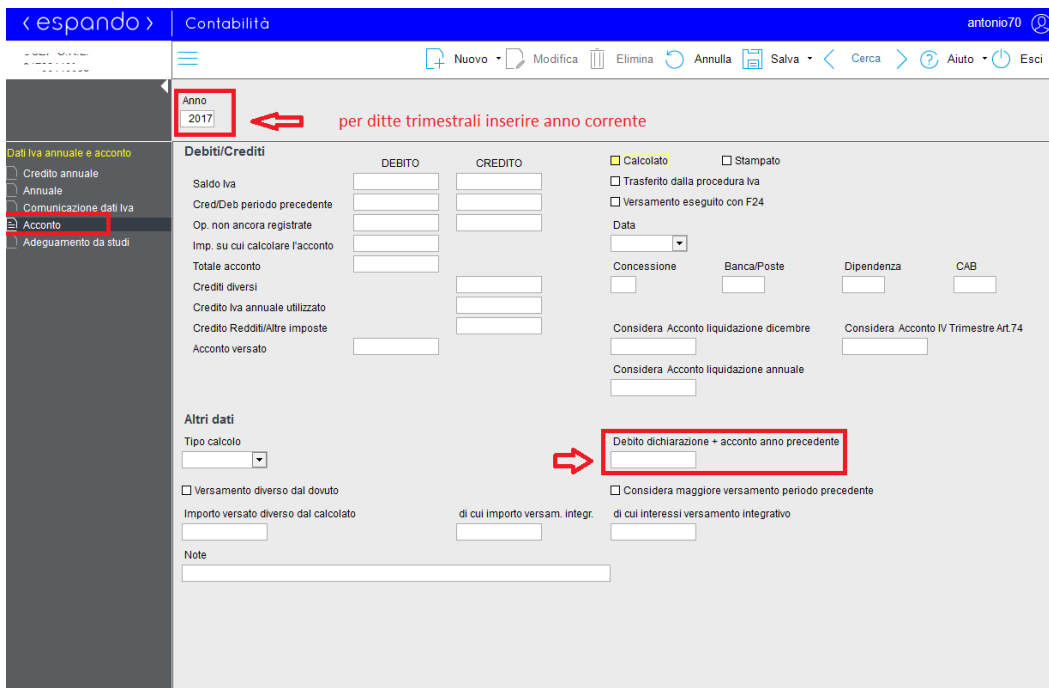 <espando> Contabilità antonio70
Nuovo Modifica Elimina Annulla Salva Cerca Aiuto Esci
Anno
2017
per ditte trimestrali inserire anno corrente
Dati Iva annuale e acconto
Credito annuale
Annuale
Comunicazione dati Iva
Acconto
Adeguamento da studi
Debiti/Crediti
DEBITO CREDITO
Saldo Iva
Cred/Deb periodo precedente
Op. non ancora registrate
Imp. su cui calcolare l'acconto
Totale acconto
Crediti diversi
Credito Iva annuale utilizzato
Credito Redditi/Altre imposte
Acconto versato
Calcolato Stampato
Trasferito dalla procedura Iva
Versamento eseguito con F24
Data
Concessione Banca/Poste Dipendenza CAB
Considera Acconto liquidazione dicembre Considera Acconto IV Trimestre Art.74
Considera Acconto liquidazione annuale
Altri dati
Tipo calcolo
Debito dichiarazione + acconto anno precedente
Versamento diverso dal dovuto
Considera maggiore versamento periodo precedente
Importo versato diverso dal calcolato di cui importo versam. integr. di cui interessi versamento integrativo
Note